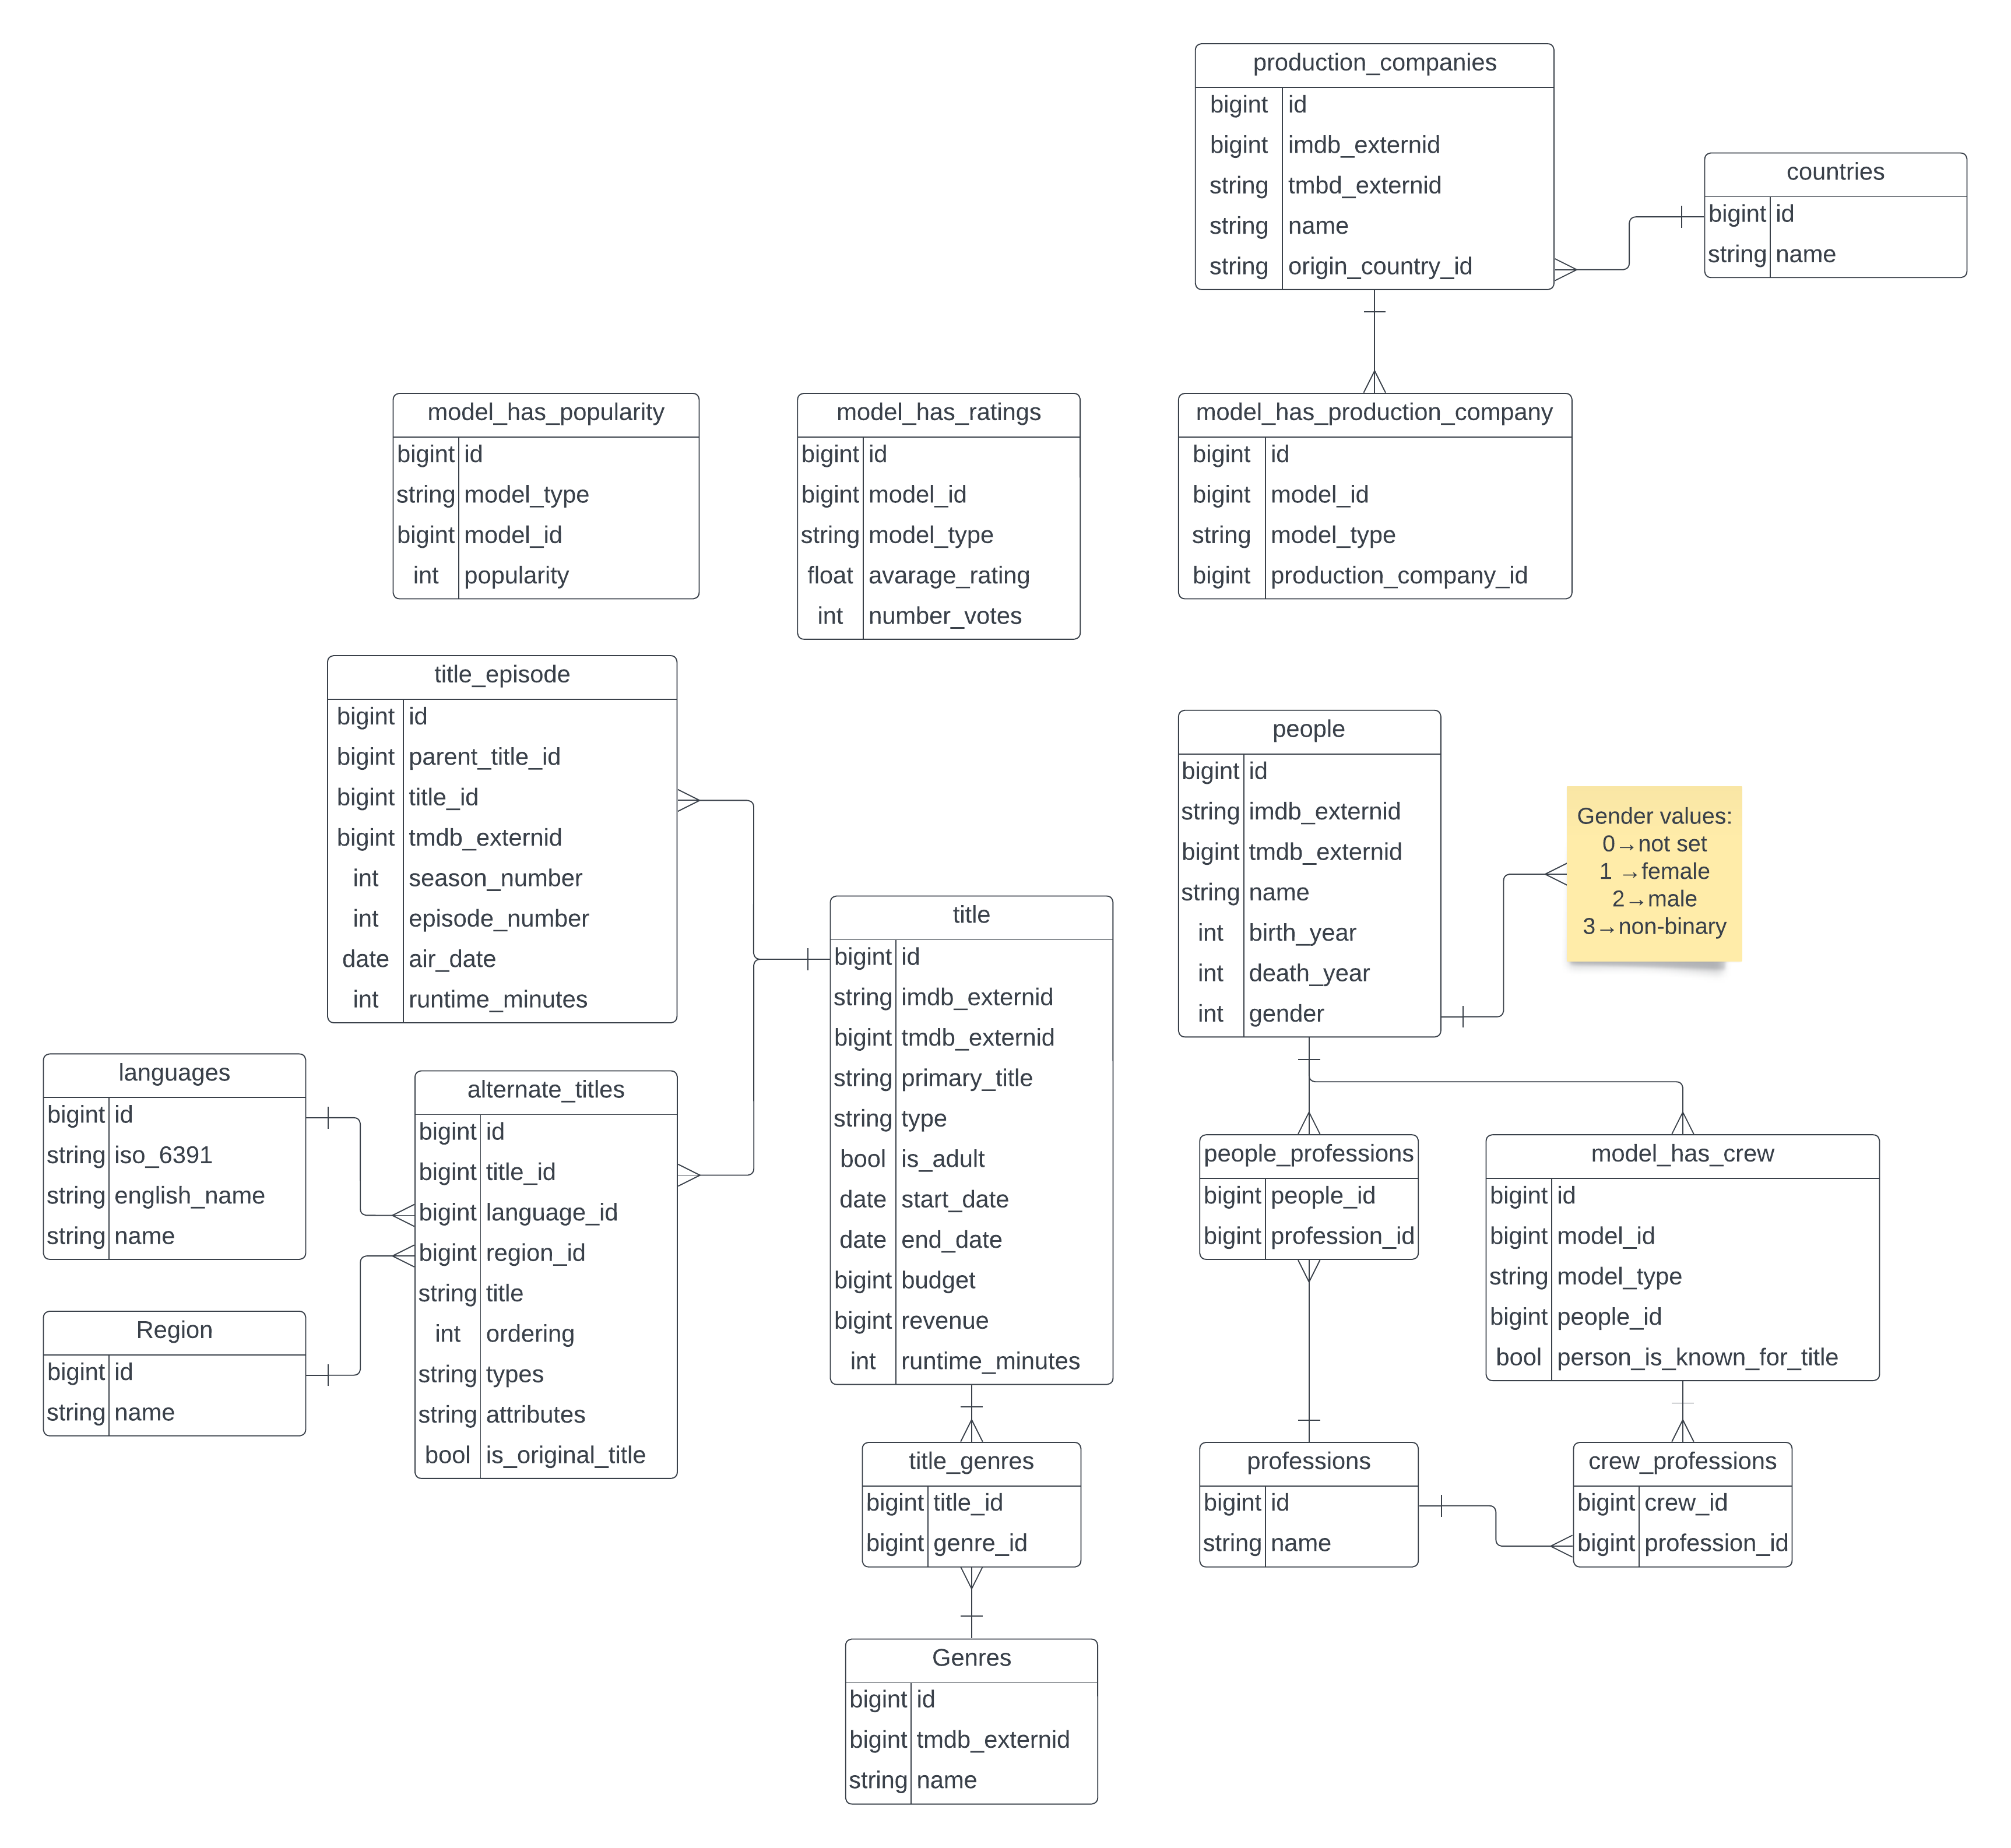 production_companies
bigint id
bigint imdb_externid
string tmbd_externid
string name
string origin_country_id
countries
bigint id
string name
model_has_popularity
bigint id
string model_type
bigint model_id
int popularity
model_has_ratings
bigint id
bigint model_id
string model_type
float avarage_rating
int number_votes
model_has_production_company
bigint id
bigint model_id
string model_type
bigint production_company_id
title_episode
bigint id
bigint parent_title_id
bigint title_id
bigint tmdb_externid
int season_number
int episode_number
date air_date
int runtime_minutes
people
bigint id
string imdb_externid
bigint tmdb_externid
string name
int birth_year
int death_year
int gender
Gender values:
0→not set
1 →female
2→male
3→non-binary
title
bigint id
string imdb_externid
bigint tmdb_externid
string primary_title
string type
bool is_adult
date start_date
date end_date
bigint budget
bigint revenue
int runtime_minutes
languages
bigint id
string iso_6391
string english_name
string name
alternate_titles
bigint id
bigint title_id
bigint language_id
bigint region_id
string title
int ordering
string types
string attributes
bool is_original_title
Region
bigint id
string name
people_professions
bigint people_id
bigint profession_id
model_has_crew
bigint id
bigint model_id
string model_type
bigint people_id
bool person_is_known_for_title
title_genres
bigint title_id
bigint genre_id
professions
bigint id
string name
crew_professions
bigint crew_id
bigint profession_id
Genres
bigint id
bigint tmdb_externid
string name